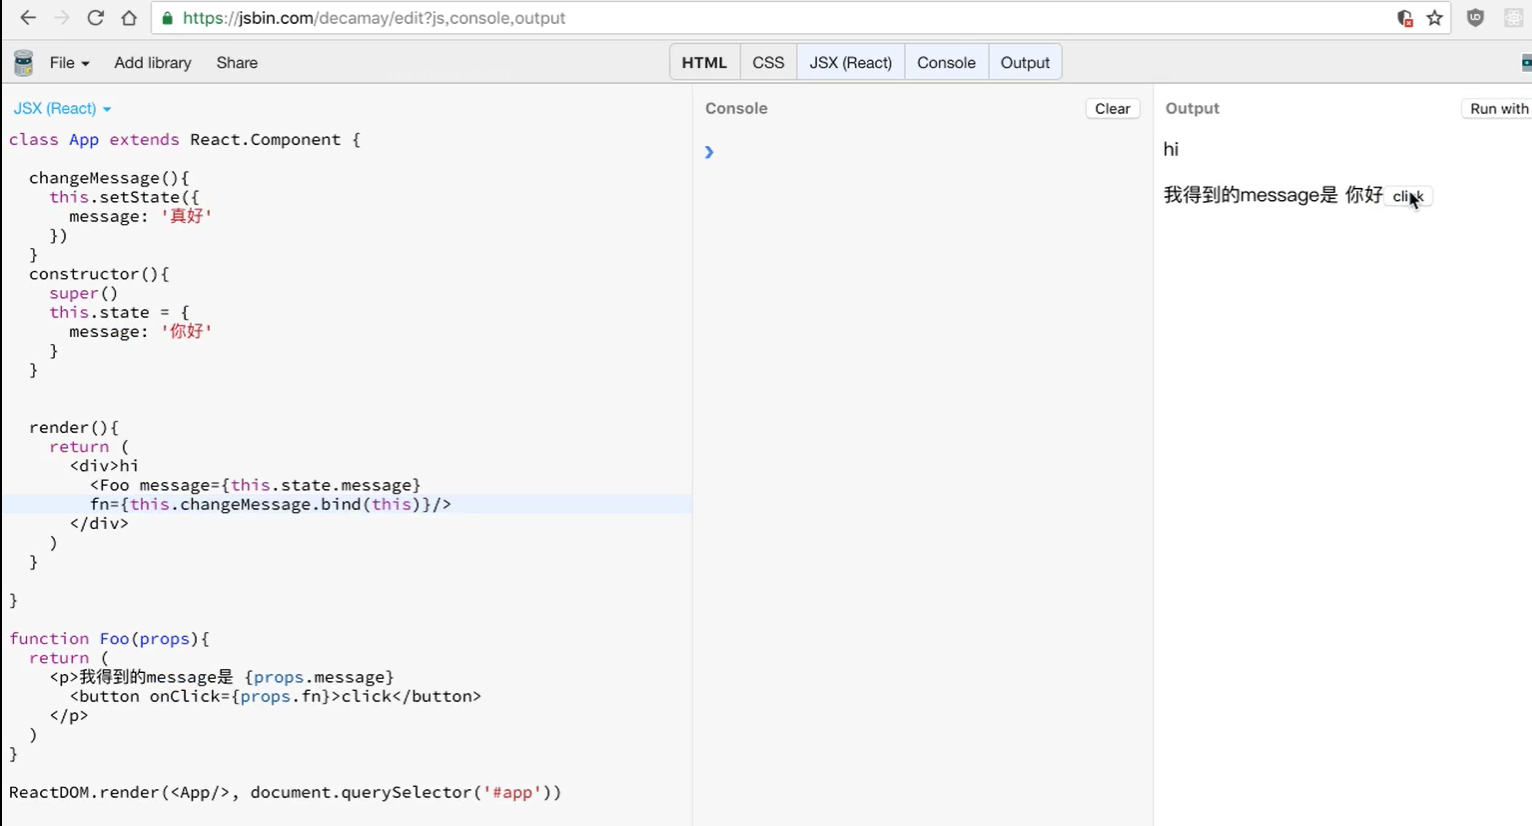 https://jsbin.com/decamay/edit?js,console,output
File Add library Share HTML CSS JSX (React) Console Output
JSX (React)
class App extends React.Component {
changeMessage(){
this.setState({
message: '真好'
})
}
constructor(){
super()
this.state = {
message: '你好'
}
}
render(){
return (
<div>hi
<Foo message={this.state.message}
fn={this.changeMessage.bind(this)}/>
</div>
)
}
}
function Foo(props){
return (
<p>我得到的message是 {props.message}
<button onClick={props.fn}>click</button>
</p>
)
}
ReactDOM.render(<App/>, document.querySelector('#app'))
Console Clear
❯
Output Run with
hi
我得到的message是 你好 click